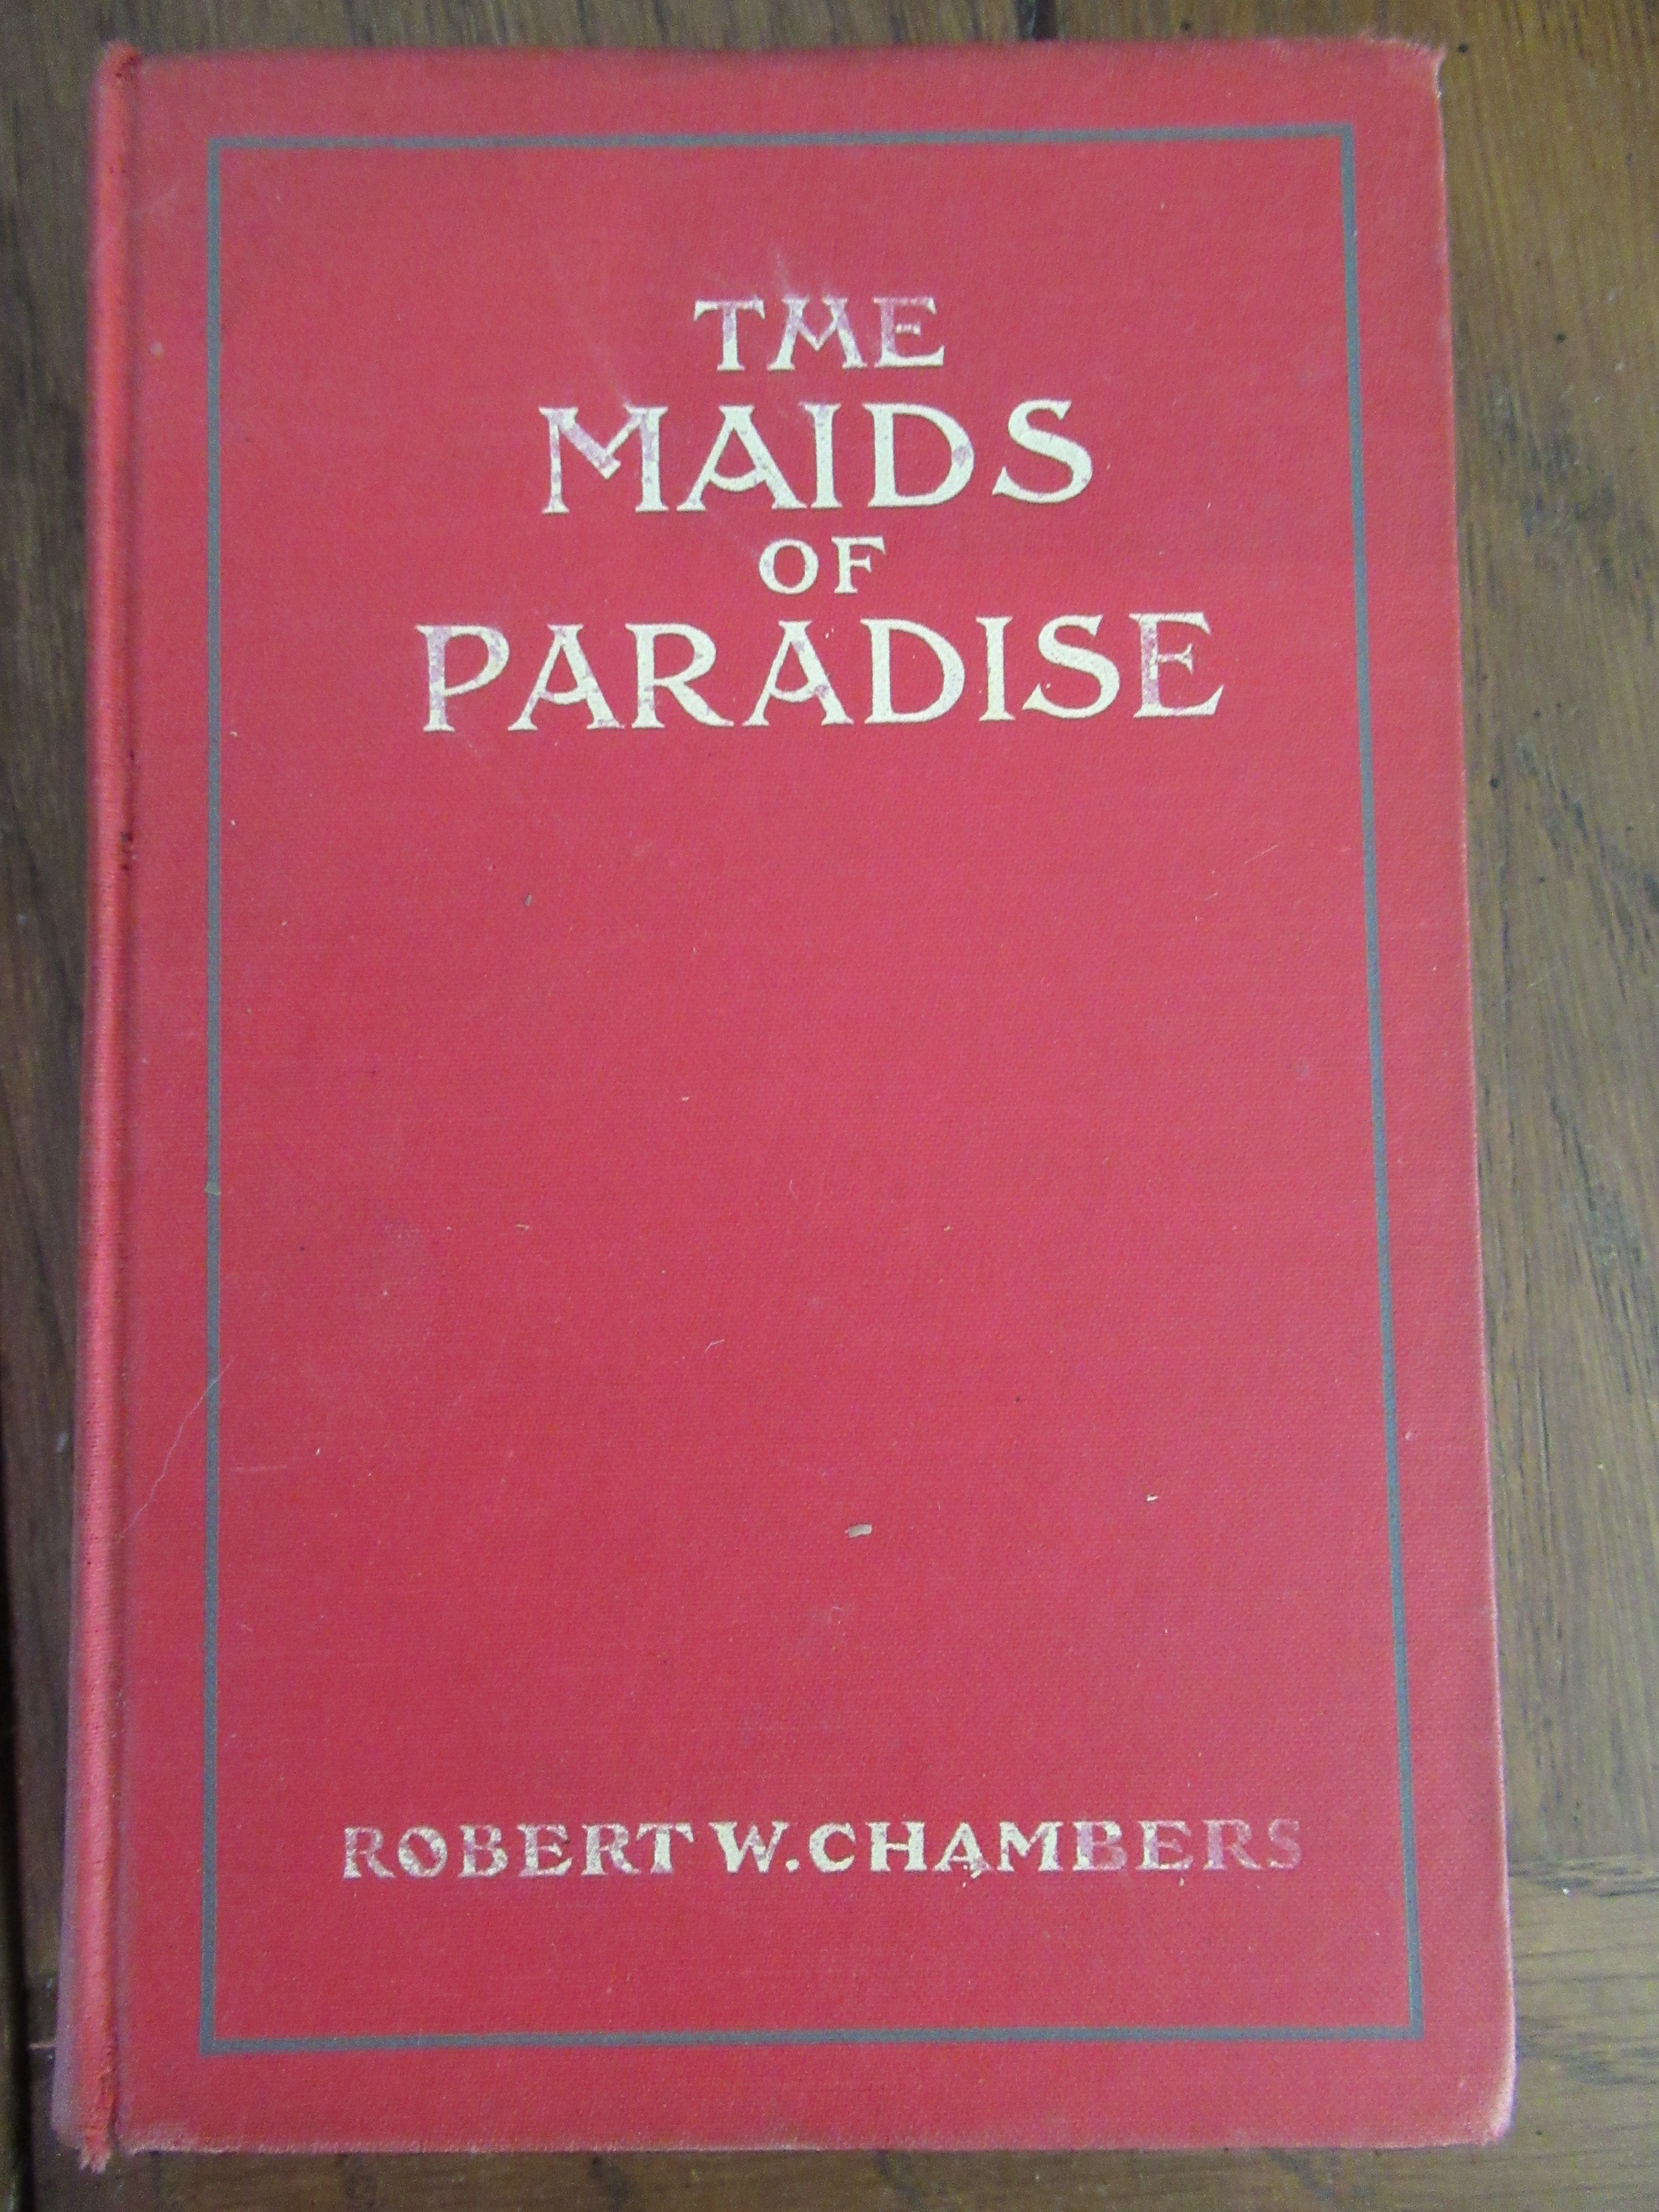 THE
MAIDS
OF
PARADISE
ROBERT W. CHAMBERS